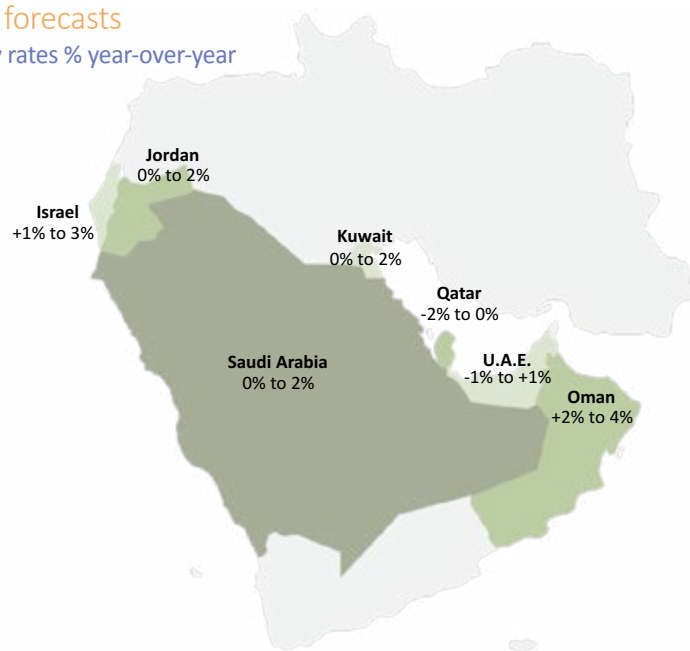 forecasts
rates % year-over-year
Jordan
0% to 2%
Israel
+1% to 3%
Kuwait
0% to 2%
Qatar
-2% to 0%
Saudi Arabia
0% to 2%
U.A.E.
-1% to +1%
Oman
+2% to 4%